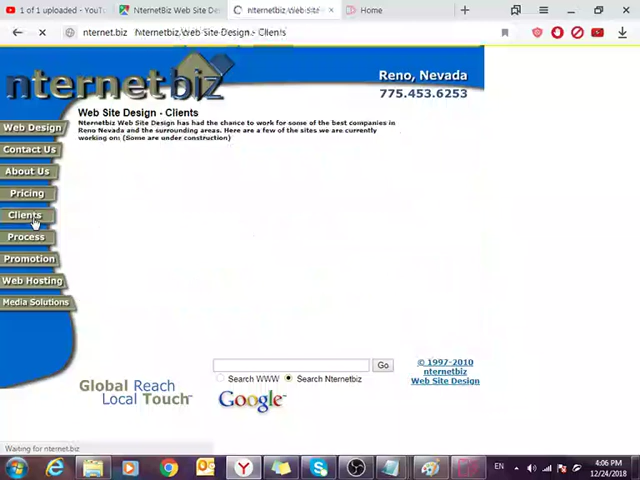 1 of 1 uploaded - YouTub
NternetBiz Web Site Des
nternetbiz Web Site
Home
nternet.biz nternetbiz Web Site Design - Clients
nternetbiz
Reno, Nevada
775.453.6253
Web Site Design - Clients
Nternetbiz Web Site Design has had the chance to work for some of the best companies in
Reno Nevada and the surrounding areas. Here are a few of the sites we are currently
working on: (Some are under construction)
Web Design
Contact Us
About Us
Pricing
Clients
Process
Promotion
Web Hosting
Media Solutions
Go
Search WWW Search Nternetbiz
© 1997-2010
nternetbiz
Web Site Design
Global Reach
Local Touch™
Google™
Waiting for nternet.biz
EN
4:06 PM
12/24/2018